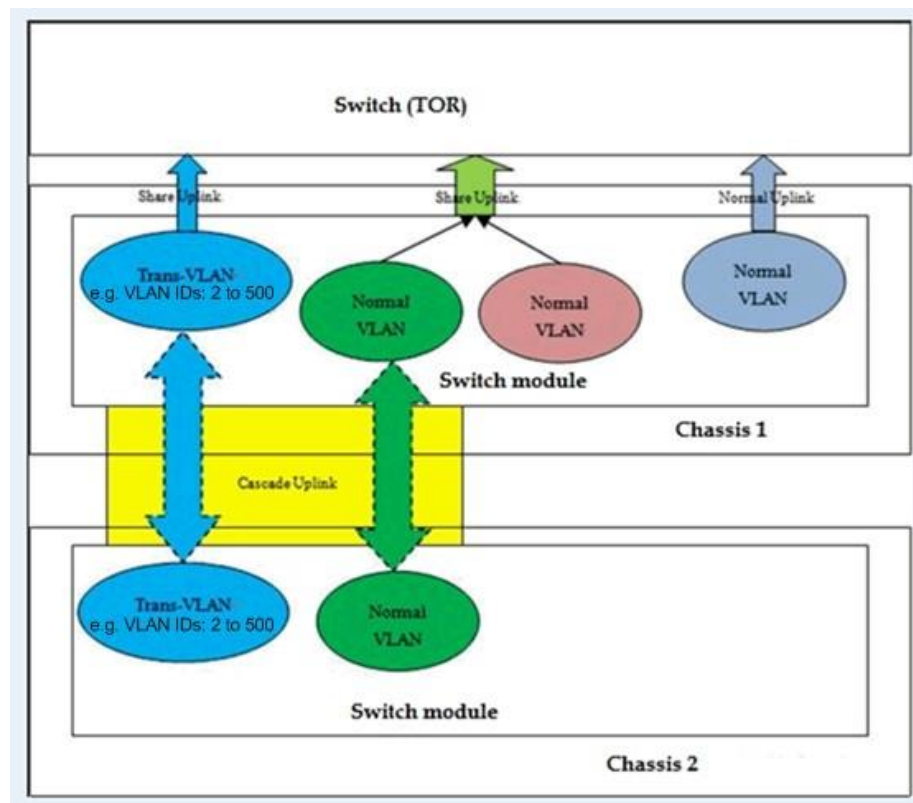 Switch (TOR)
Share Uplink
Share Uplink
Normal Uplink
Trans-VLAN
e.g. VLAN IDs: 2 to 500
Normal
VLAN
Normal
VLAN
Normal
VLAN
Switch module
Chassis 1
Cascade Uplink
Trans-VLAN
e.g. VLAN IDs: 2 to 500
Normal
VLAN
Switch module
Chassis 2